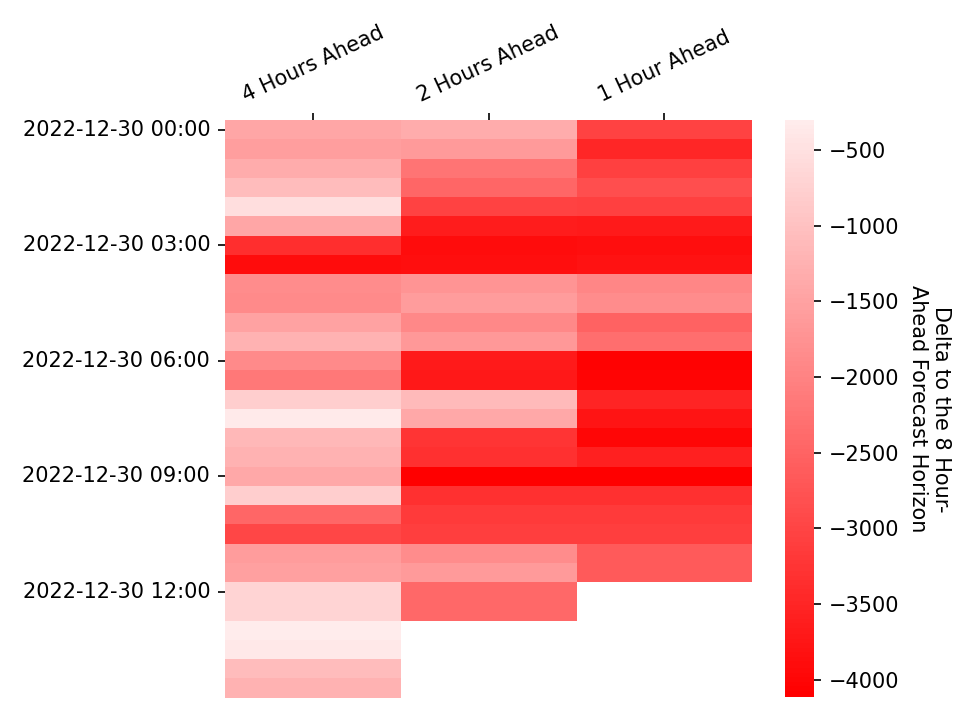 4 Hours Ahead
2 Hours Ahead
1 Hour Ahead
2022-12-30 00:00
2022-12-30 03:00
2022-12-30 06:00
2022-12-30 09:00
2022-12-30 12:00
−500
−1000
−1500
−2000
−2500
−3000
−3500
−4000
Delta to the 8 Hour-
Ahead Forecast Horizon